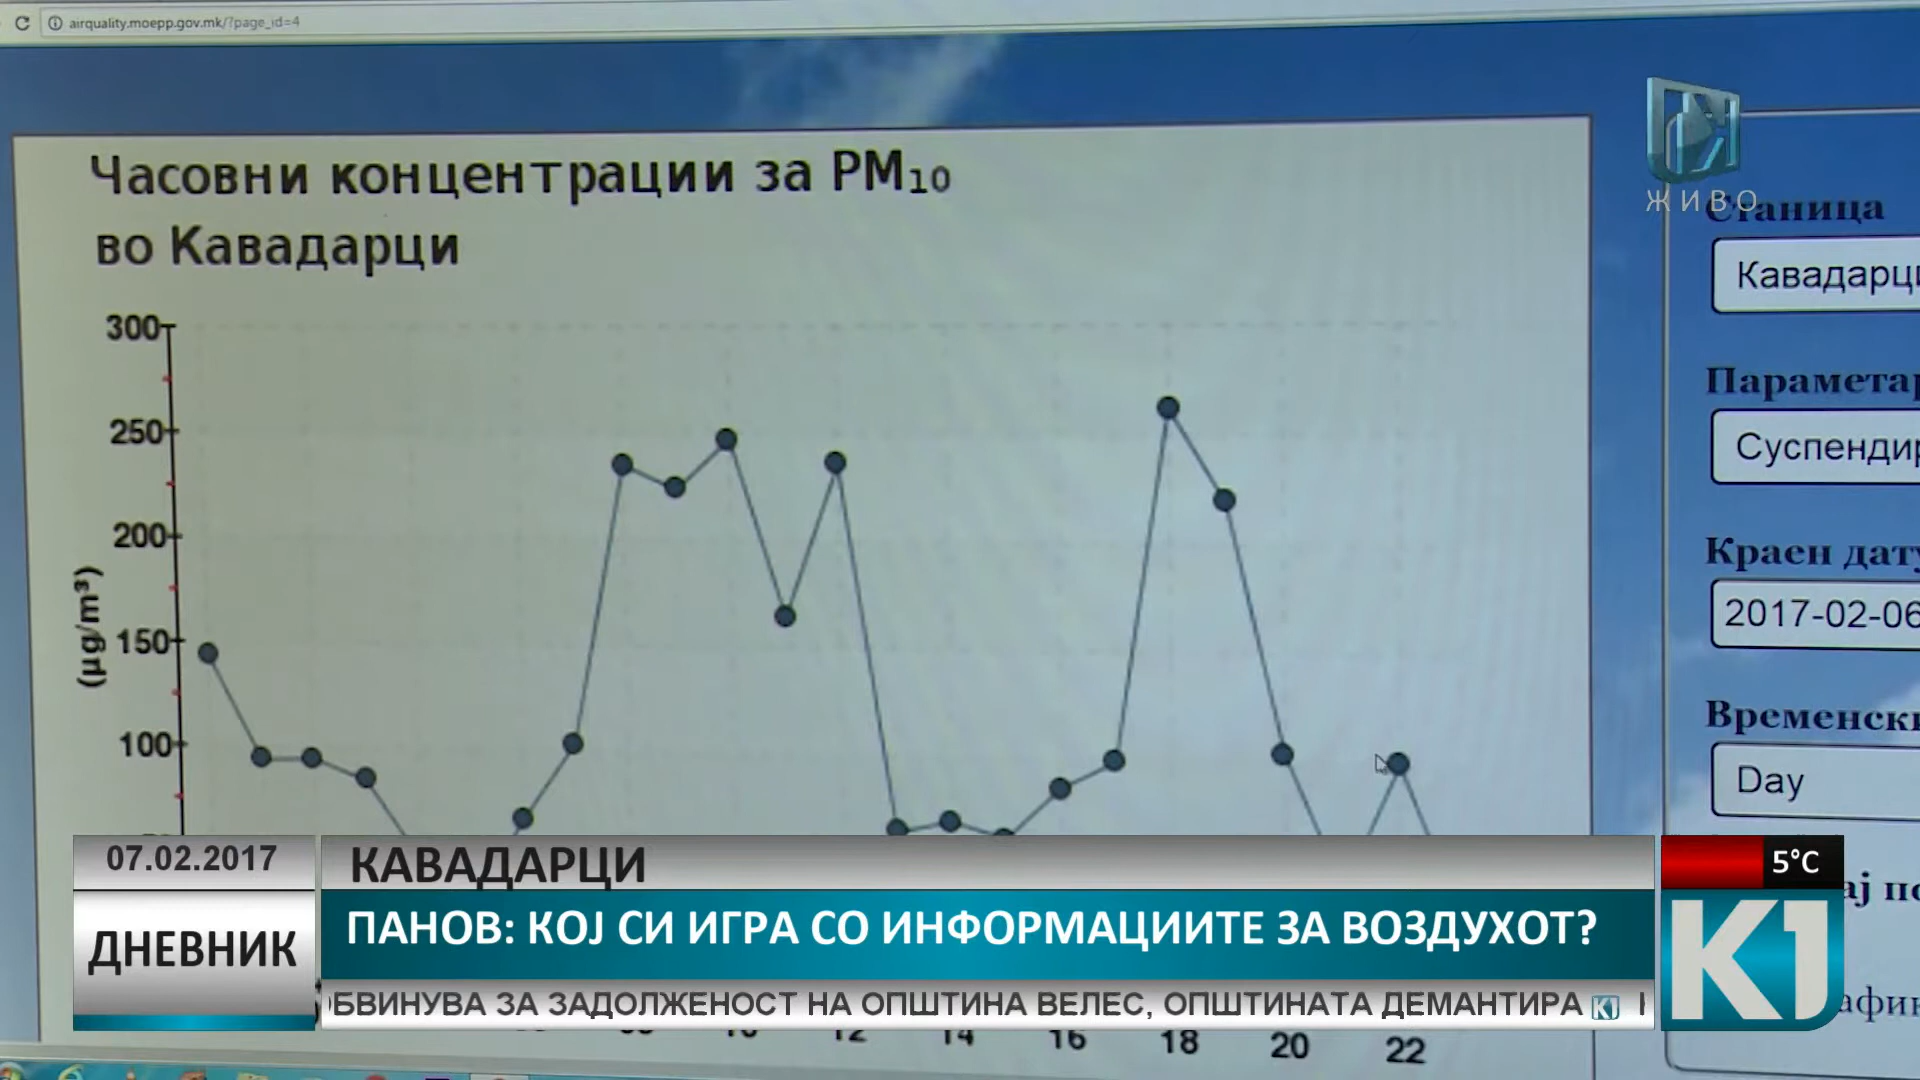 airquality.moepp.gov.mk/?page_id=4
Часовни концентрации за PM₁₀
во Кавадарци
300
250
200
150
100
(µg/m³)
10
12
14
16
18
20
22
ЖИВО
Станица
Кавадарци
Параметар
Суспендир
Краен дату
2017-02-06
Временски
Day
07.02.2017
ДНЕВНИК
КАВАДАРЦИ
ПАНОВ: КОЈ СИ ИГРА СО ИНФОРМАЦИИТЕ ЗА ВОЗДУХОТ?
ОБВИНУВА ЗА ЗАДОЛЖЕНОСТ НА ОПШТИНА ВЕЛЕС, ОПШТИНАТА ДЕМАНТИРА K1
5°C
K1